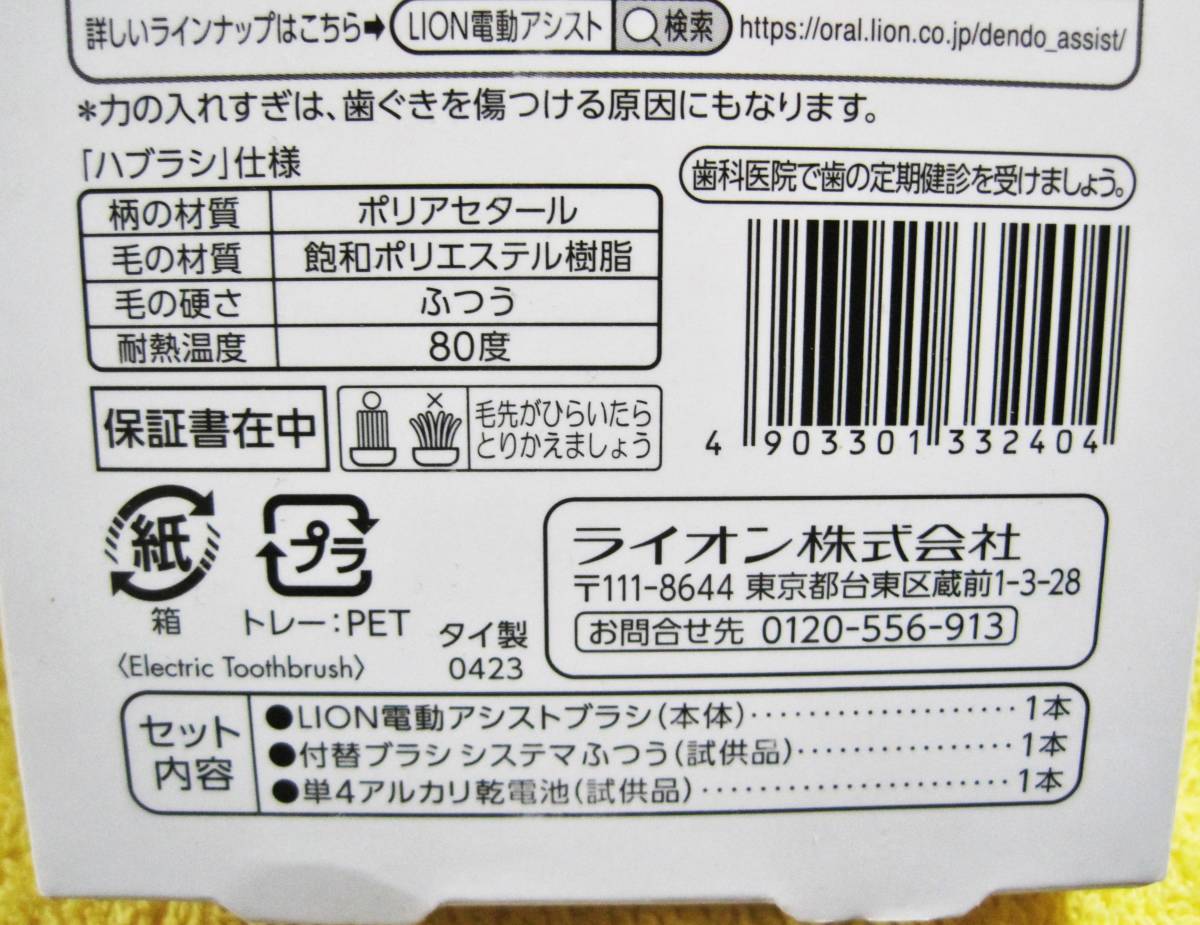 詳しいラインナップはこちら➡ LION電動アシスト 検索 https://oral.lion.co.jp/dendo_assist/
*力の入れすぎは、歯ぐきを傷つける原因にもなります。
「ハブラシ」仕様
柄の材質 ポリアセタール
毛の材質 飽和ポリエステル樹脂
毛の硬さ ふつう
耐熱温度 80度
歯科医院で歯の定期健診を受けましょう。
4 903301 332404
保証書在中
○ ×
毛先がひらいたら
とりかえましょう
紙
箱
プラ
トレー:PET
〈Electric Toothbrush〉
タイ製
0423
ライオン株式会社
〒111-8644 東京都台東区蔵前1-3-28
お問合せ先 0120-556-913
セット
内容
●LION電動アシストブラシ(本体)‥‥‥‥‥‥‥‥‥1本
●付替ブラシ システマふつう(試供品)‥‥‥‥‥‥‥1本
●単4アルカリ乾電池(試供品)‥‥‥‥‥‥‥‥‥‥1本